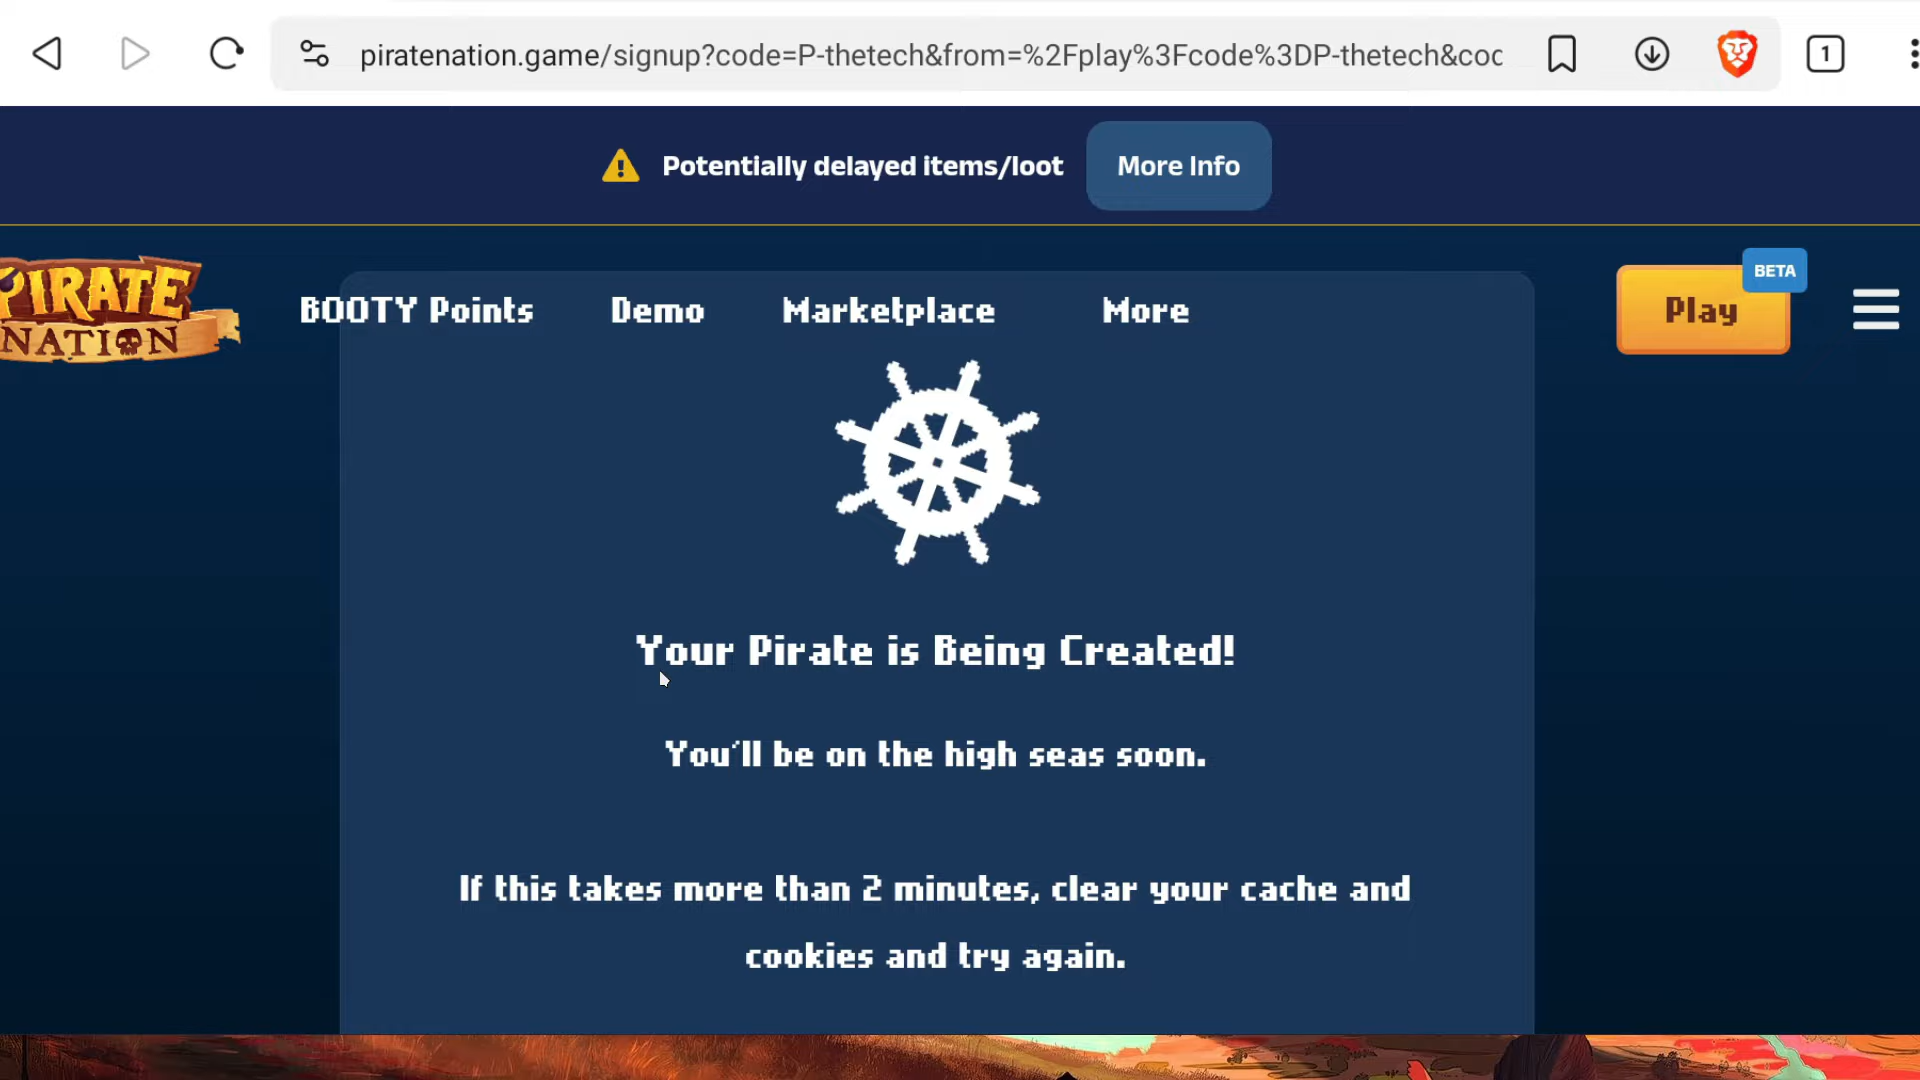 piratenation.game/signup?code=P-thetech&from=%2Fplay%3Fcode%3DP-thetech&coc
1
Potentially delayed items/loot More Info
PIRATE
NATION
BOOTY Points Demo Marketplace More Play BETA
Your Pirate is Being Created!
You'll be on the high seas soon.
If this takes more than 2 minutes, clear your cache and
cookies and try again.